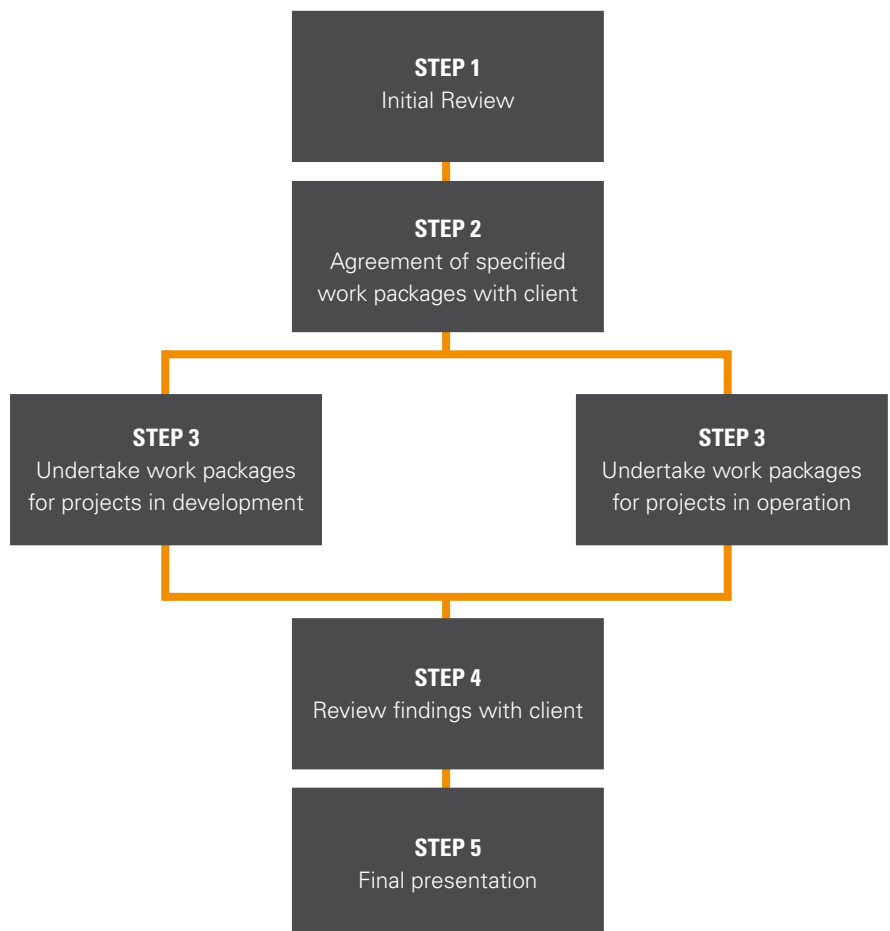 STEP 1
Initial Review
STEP 2
Agreement of specified
work packages with client
STEP 3
Undertake work packages
for projects in development
STEP 3
Undertake work packages
for projects in operation
STEP 4
Review findings with client
STEP 5
Final presentation